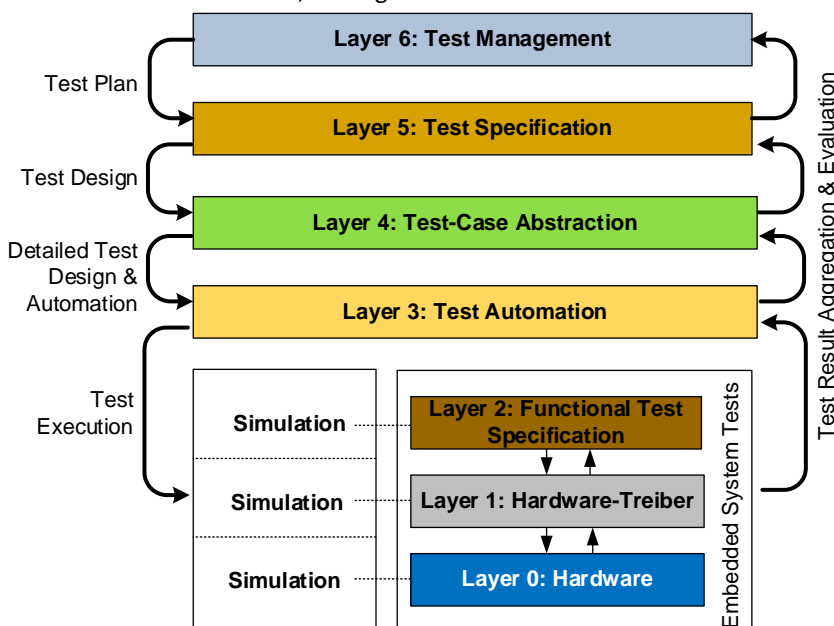 Layer 6: Test Management
Test Plan
Layer 5: Test Specification
Test Design
Layer 4: Test-Case Abstraction
Detailed Test
Design &
Automation
Layer 3: Test Automation
Test Result Aggregation & Evaluation
Test
Execution
Simulation
Layer 2: Functional Test
Specification
Simulation
Layer 1: Hardware-Treiber
Simulation
Layer 0: Hardware
Embedded System Tests